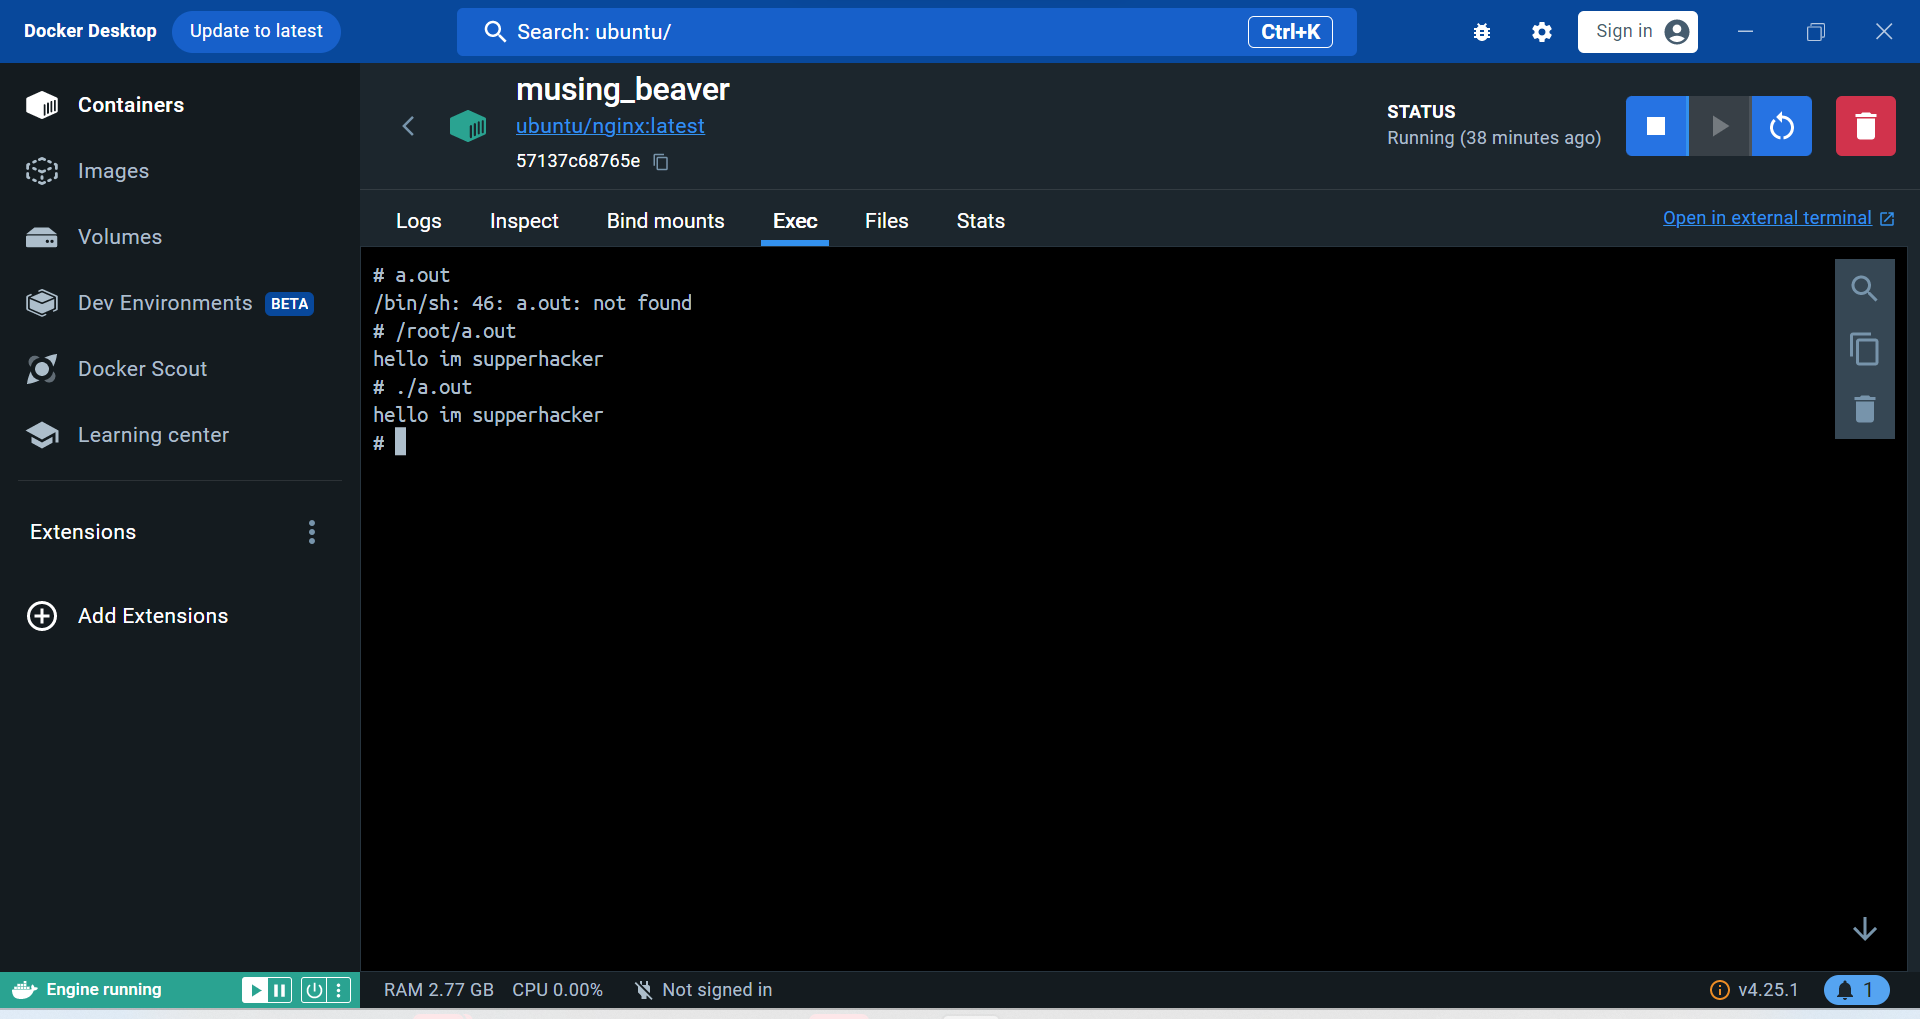 Docker Desktop
Update to latest
Search: ubuntu/
Ctrl+K
Sign in
Containers
Images
Volumes
Dev Environments BETA
Docker Scout
Learning center
Extensions
Add Extensions
musing_beaver
ubuntu/nginx:latest
57137c68765e
STATUS
Running (38 minutes ago)
Logs Inspect Bind mounts Exec Files Stats
Open in external terminal
# a.out
/bin/sh: 46: a.out: not found
# /root/a.out
hello im supperhacker
# ./a.out
hello im supperhacker
#
Engine running
RAM 2.77 GB CPU 0.00% Not signed in
v4.25.1
1